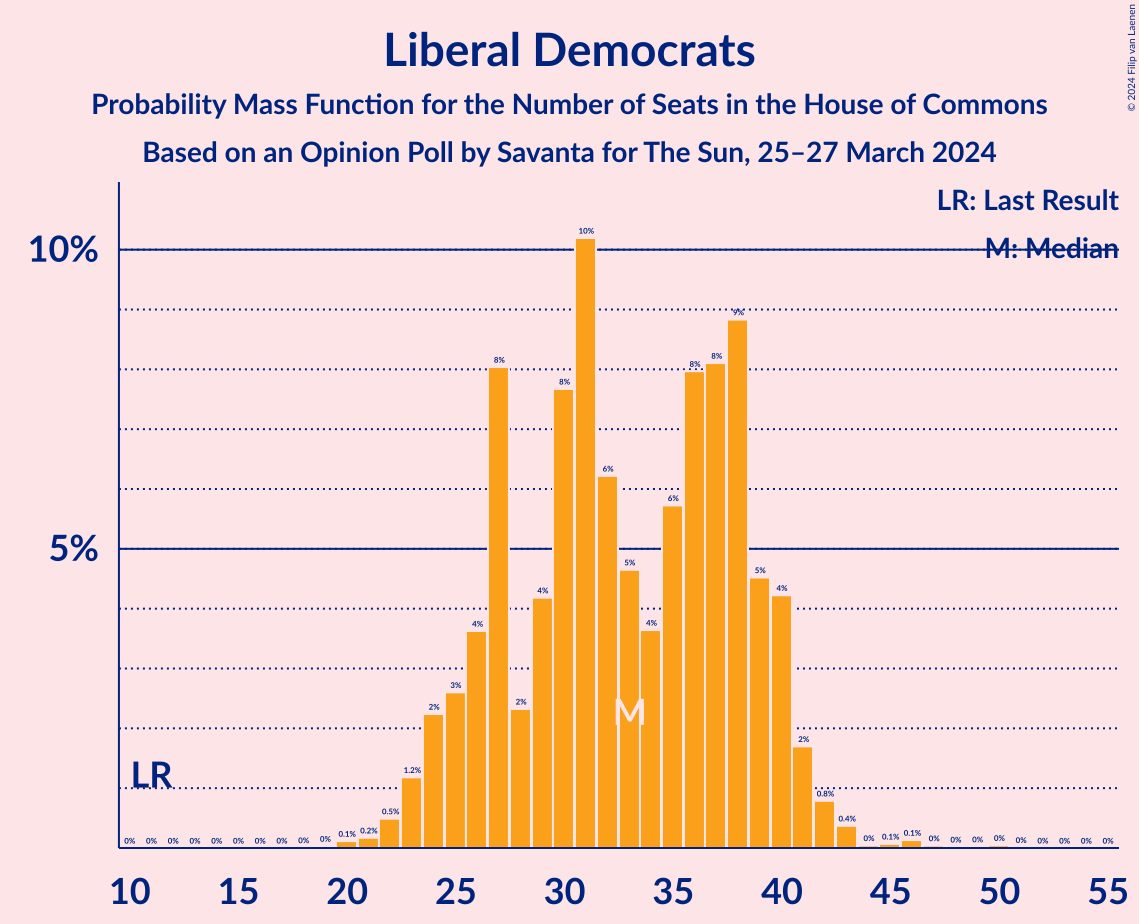 Liberal Democrats
Probability Mass Function for the Number of Seats in the House of Commons
Based on an Opinion Poll by Savanta for The Sun, 25–27 March 2024
© 2024 Filip van Laenen
LR: Last Result
M: Median
10%
5%
LR
M
0% 0% 0% 0% 0% 0% 0% 0% 0% 0% 0.1% 0.2% 0.5% 1.2% 2% 3% 4% 8% 2% 4% 8% 10% 6% 5% 4% 6% 8% 8% 9% 5% 4% 2% 0.8% 0.4% 0% 0.1% 0.1% 0% 0% 0% 0% 0% 0% 0% 0% 0%
10 15 20 25 30 35 40 45 50 55